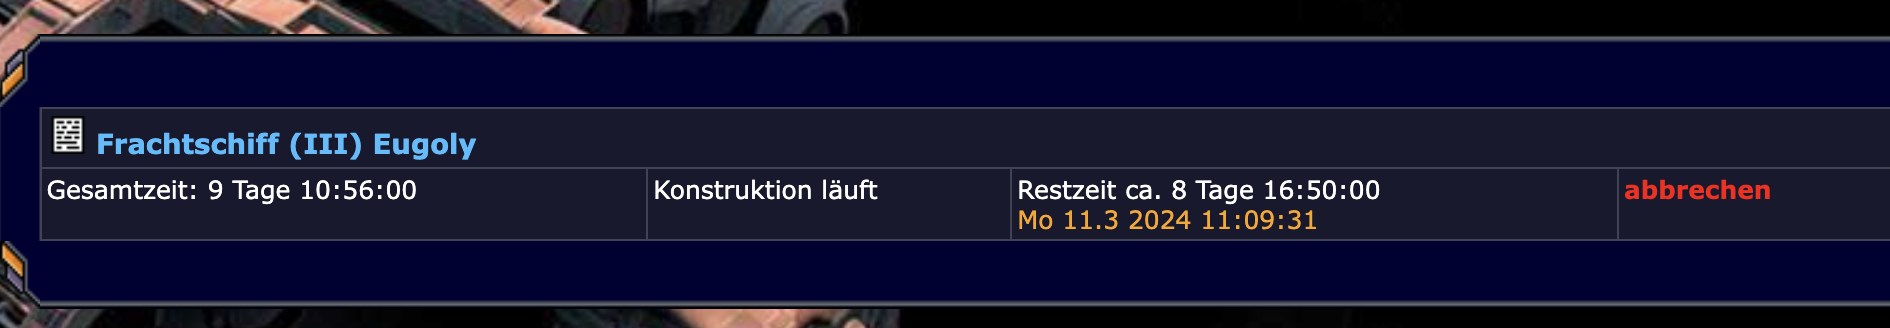 Frachtschiff (III) Eugoly
Gesamtzeit: 9 Tage 10:56:00
Konstruktion läuft
Restzeit ca. 8 Tage 16:50:00
Mo 11.3 2024 11:09:31
abbrechen